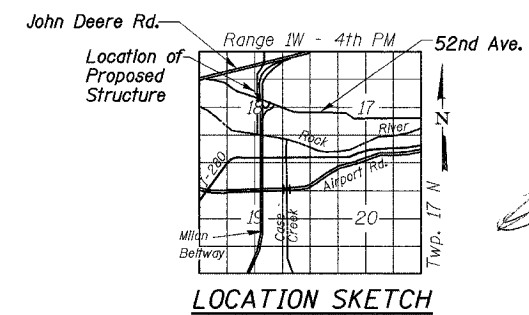 John Deere Rd.
Range 1W - 4th PM
52nd Ave.
Location of
Proposed
Structure
18
17
Rock
River
N
I-280
Airport Rd.
19
20
Case
Creek
Milan
Beltway
Twp. 17 N
LOCATION SKETCH